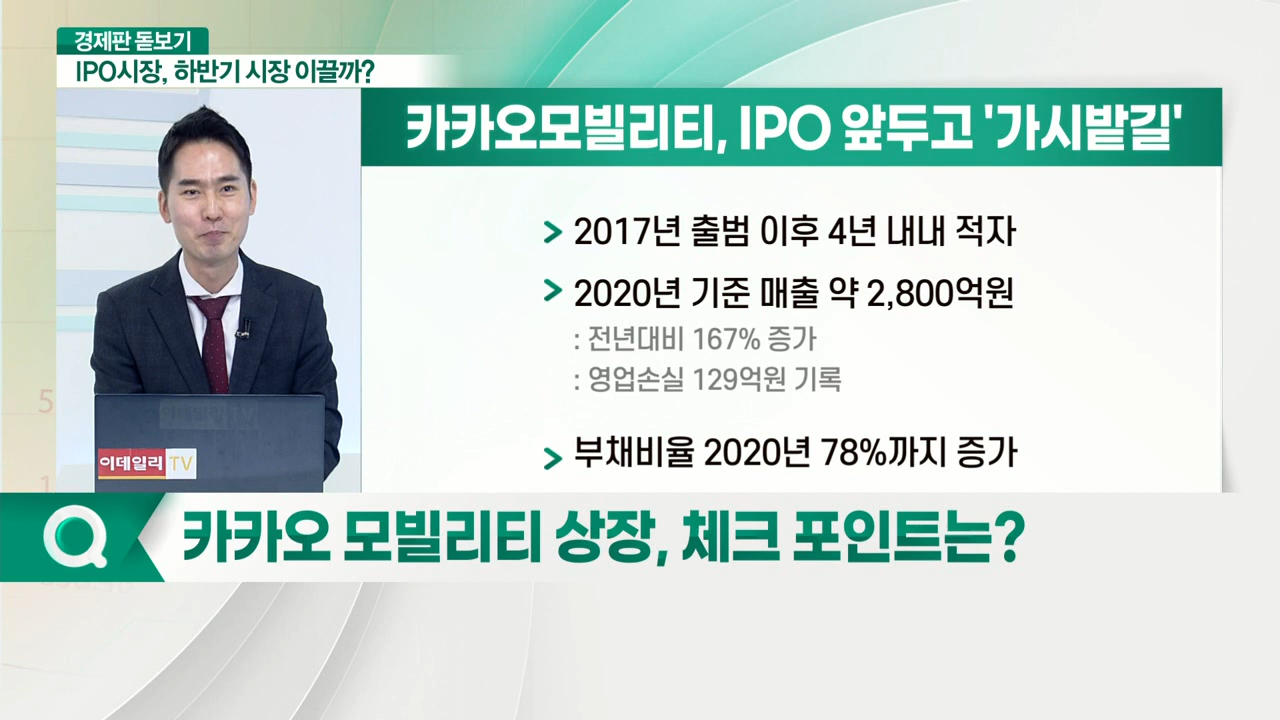 경제판 돋보기
IPO시장, 하반기 시장 이끌까?
카카오모빌리티, IPO 앞두고 '가시밭길'
2017년 출범 이후 4년 내내 적자
2020년 기준 매출 약 2,800억원
: 전년대비 167% 증가
: 영업손실 129억원 기록
부채비율 2020년 78%까지 증가
이데일리 TV
카카오 모빌리티 상장, 체크 포인트는?